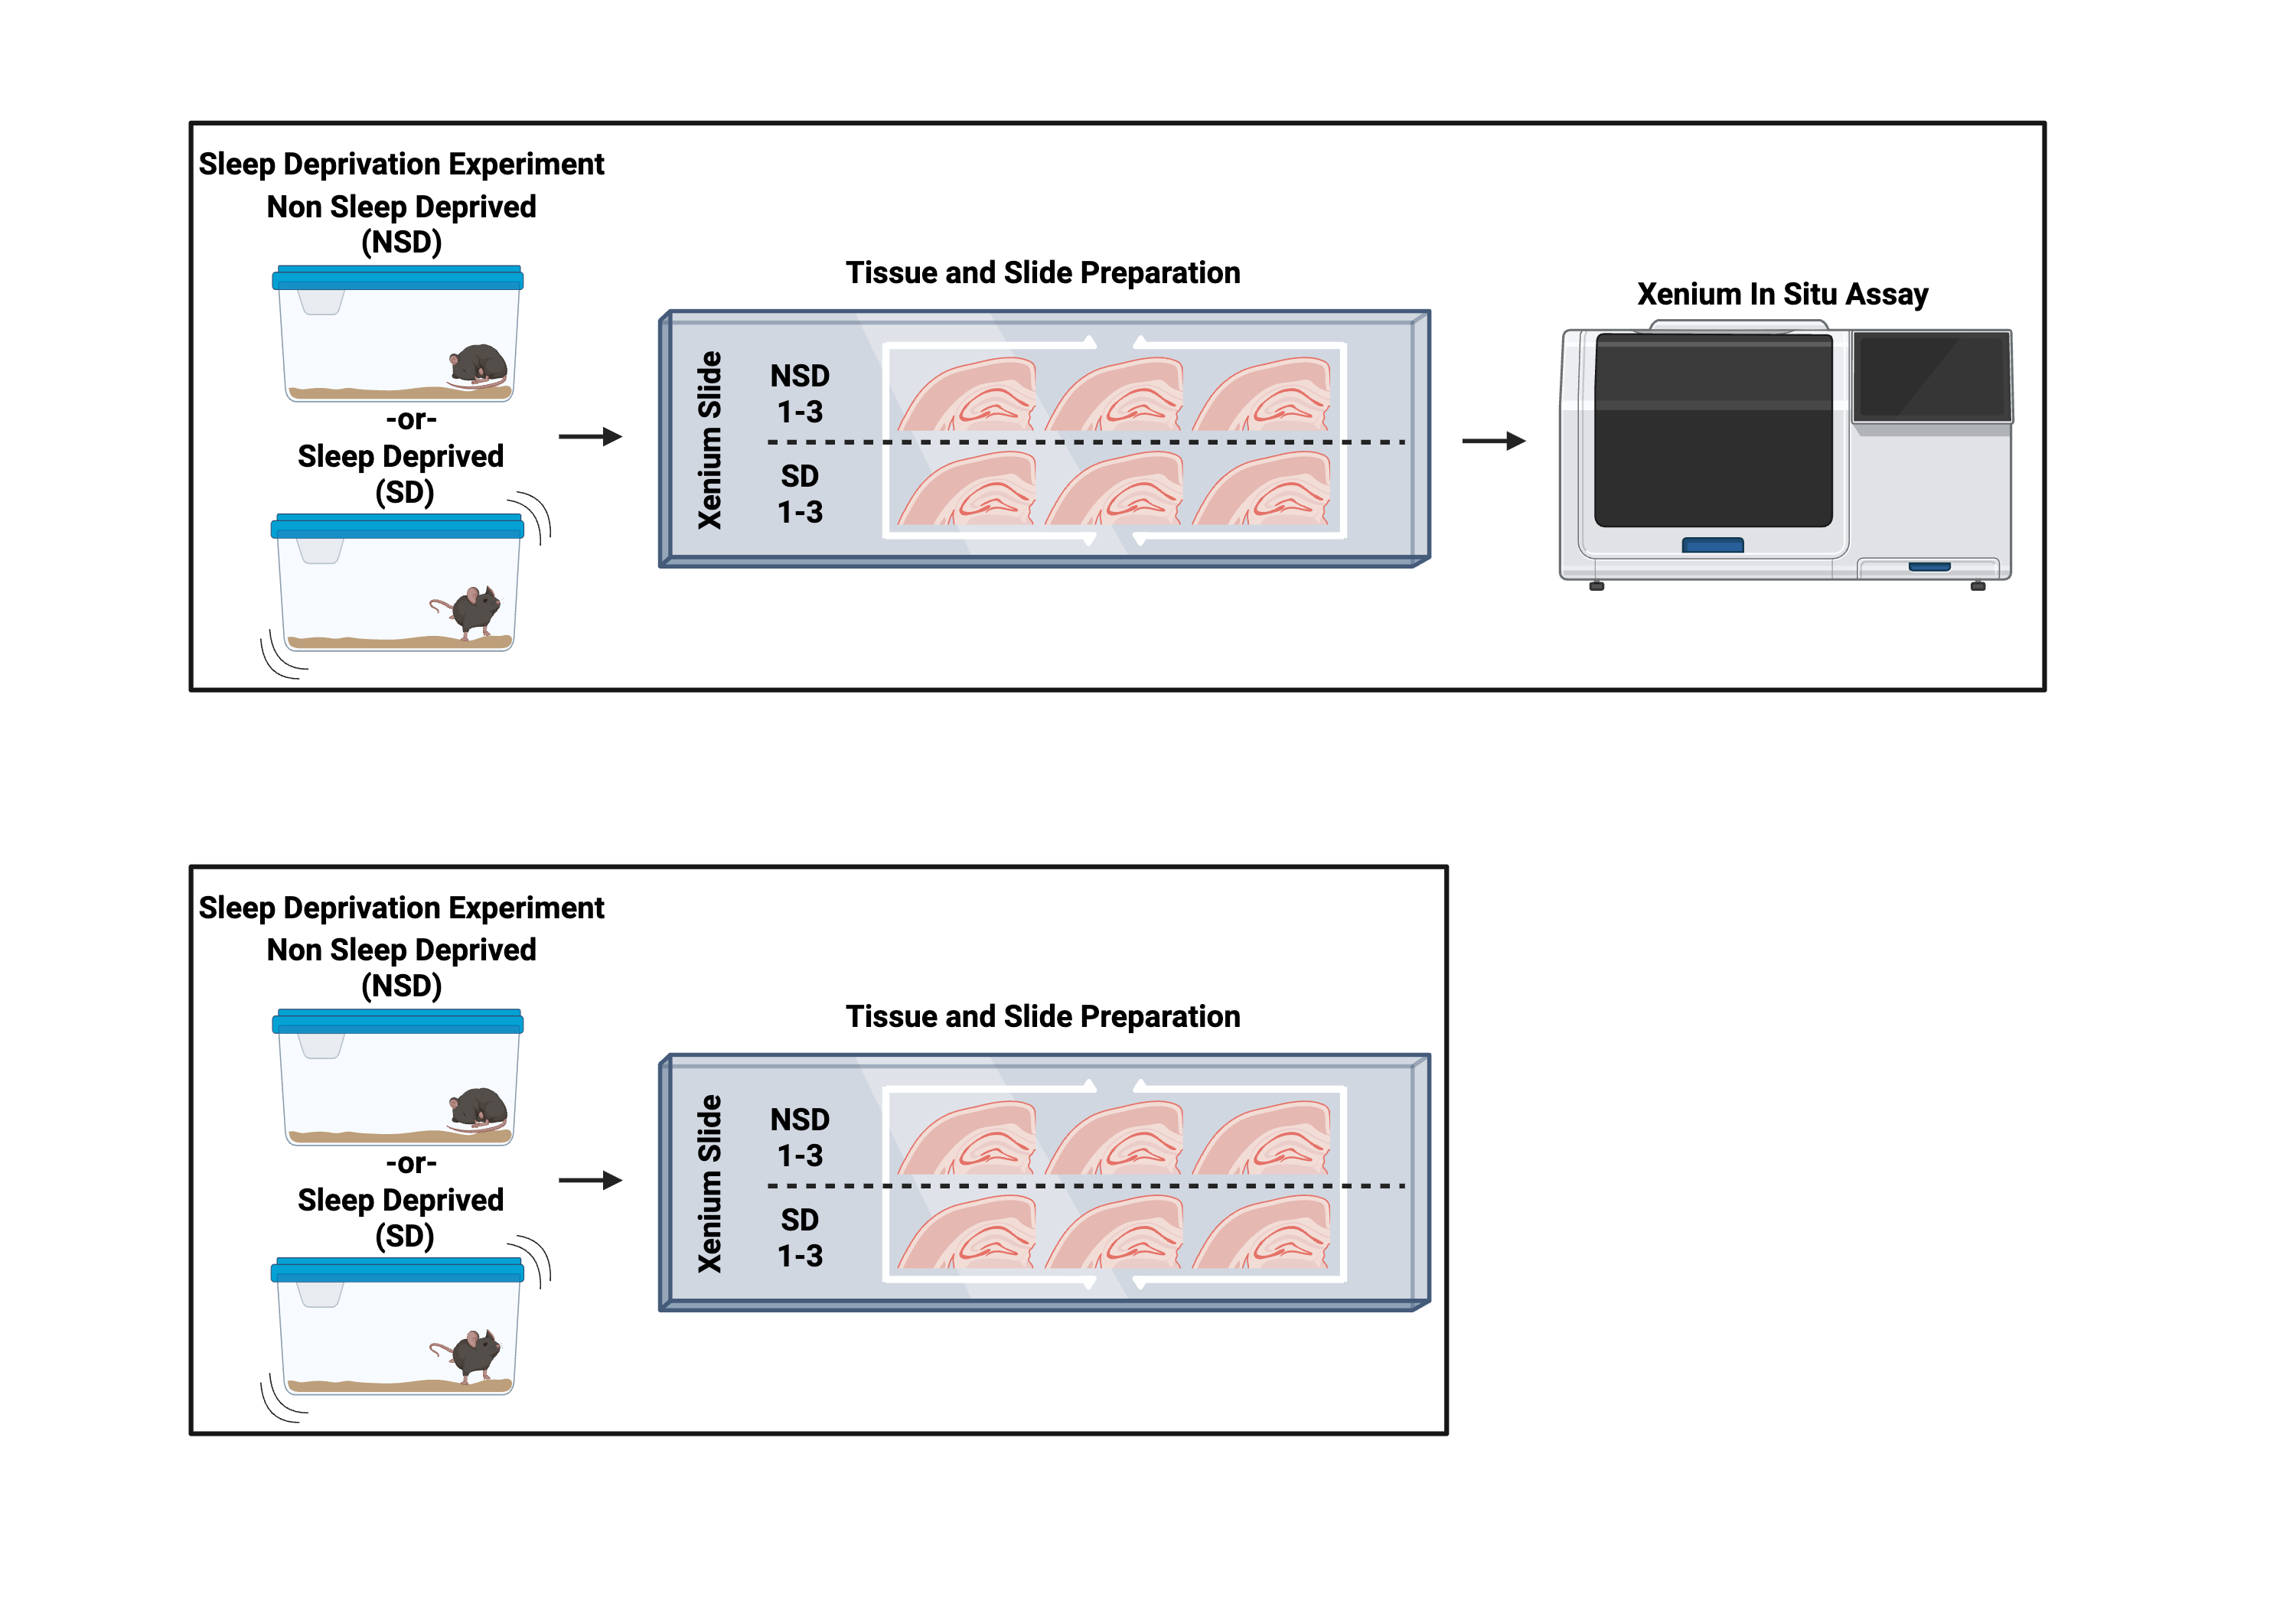 Sleep Deprivation Experiment
Non Sleep Deprived
(NSD)
-or-
Sleep Deprived
(SD)
Tissue and Slide Preparation
Xenium Slide
NSD
1-3
SD
1-3
Xenium In Situ Assay
Sleep Deprivation Experiment
Non Sleep Deprived
(NSD)
-or-
Sleep Deprived
(SD)
Tissue and Slide Preparation
Xenium Slide
NSD
1-3
SD
1-3